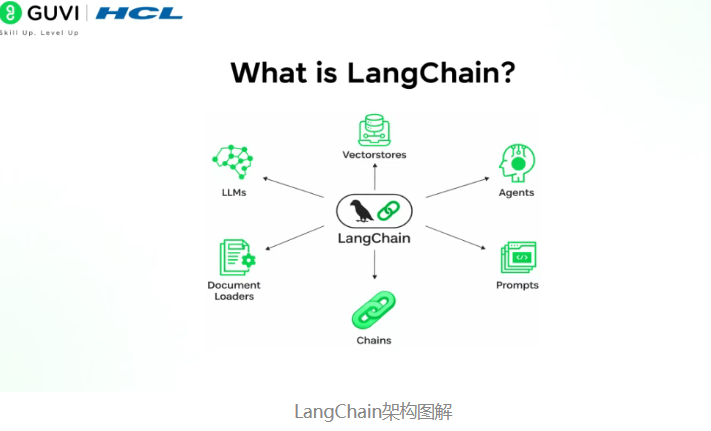 GUVI | HCL
Skill Up, Level Up
What is LangChain?
Vectorstores
LLMs
Agents
LangChain
Document
Loaders
Prompts
Chains
LangChain架构图解